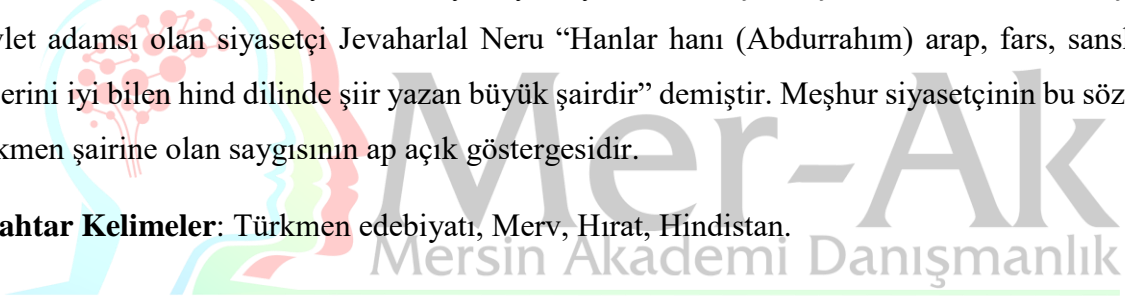 vlet adamsı olan siyasetçi Jevaharlal Neru “Hanlar hanı (Abdurrahım) arap, fars,
erini iyi bilen hind dilinde şiir yazan büyük şairdir” demiştir. Meşhur siyasetçinin bu söz
kmen şairine olan saygısının ap açık göstergesidir.
ahtar Kelimeler: Türkmen edebiyatı, Merv, Hırat, Hindistan.
Mer-Ak
Mersin Akademi Danışmanlık